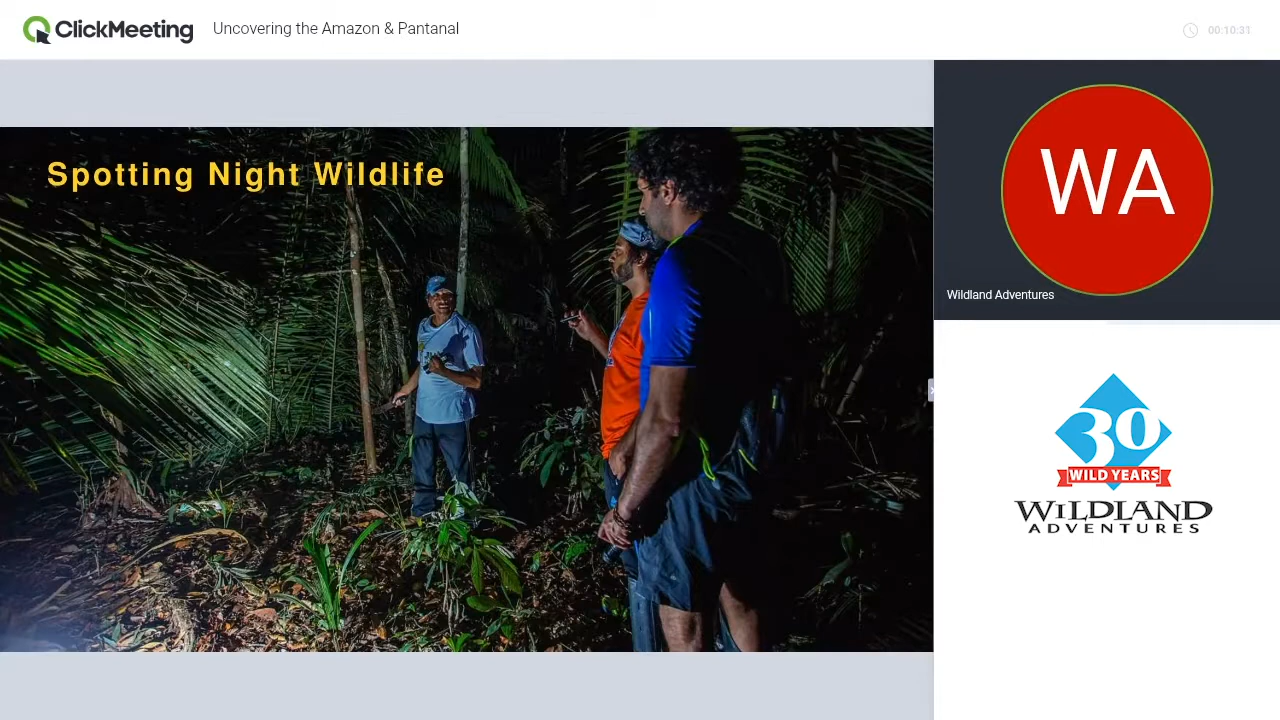 ClickMeeting
Uncovering the Amazon & Pantanal
00:10:31
Spotting Night Wildlife
WA
Wildland Adventures
30
WILD YEARS
WILDLAND
ADVENTURES